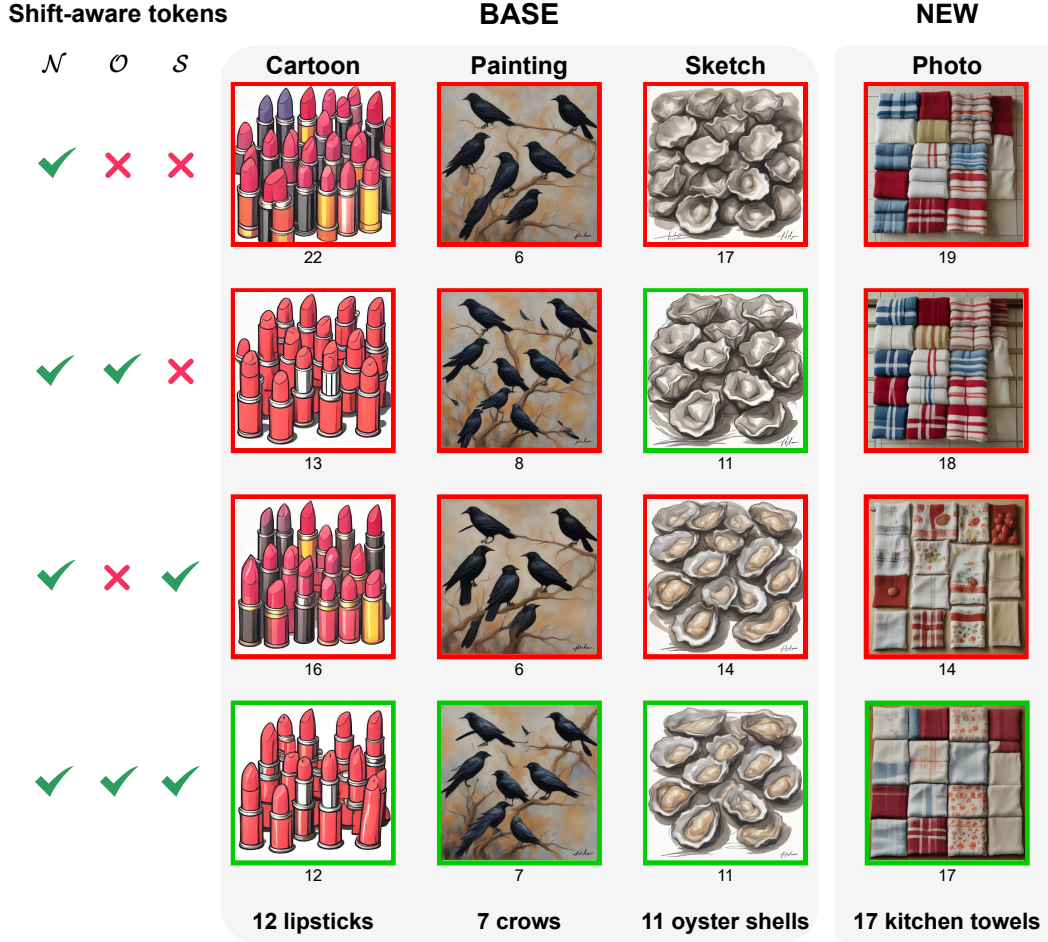 Shift-aware tokens BASE NEW
𝒩 𝒪 𝒮 Cartoon Painting Sketch Photo
22 6 17 19
13 8 11 18
16 6 14 14
12 7 11 17
12 lipsticks 7 crows 11 oyster shells 17 kitchen towels